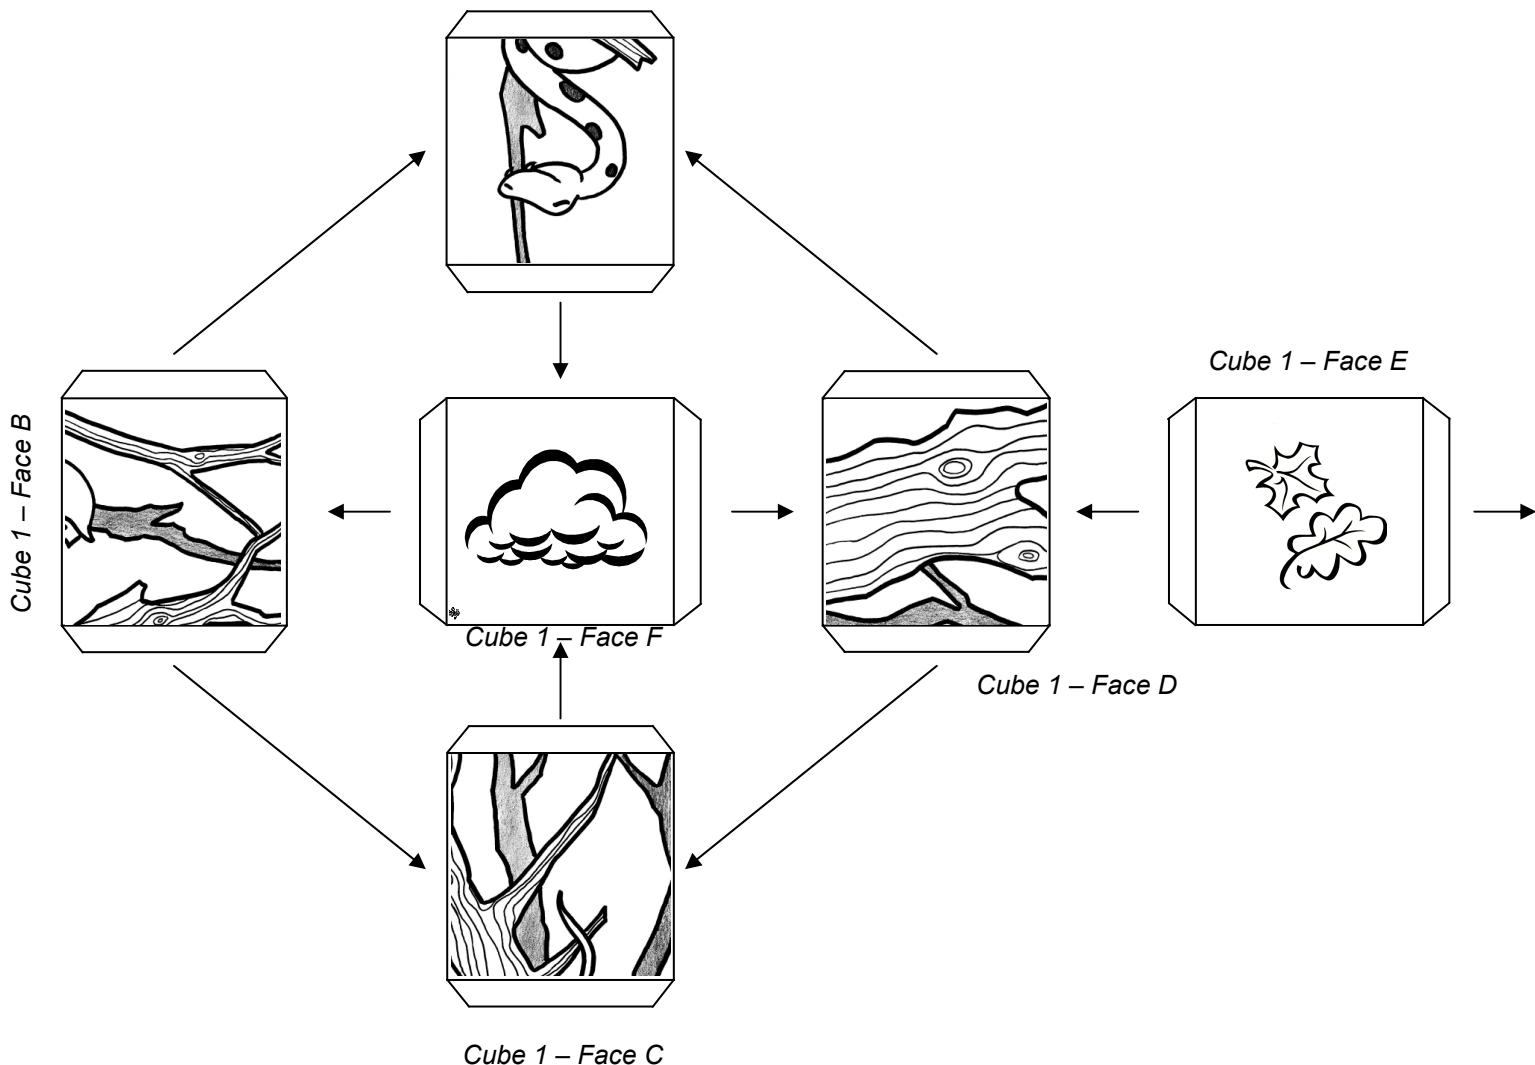 Cube 1 – Face E
Cube 1 – Face B
Cube 1 – Face F
Cube 1 – Face D
Cube 1 – Face C